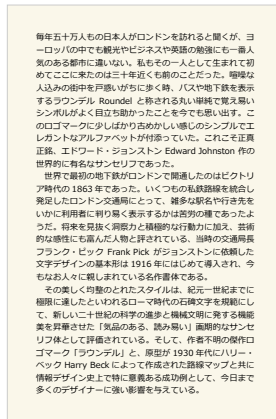 毎年五十万人もの日本人がロンドンを訪れると聞くが、ヨ
ーロッパの中でも観光やビジネスや英語の勉強にも一番人
気のある都市に違いない。私もその一人として生まれて初
めてここに来たのは三十年近くも前のことだった。喧噪な
人込みの街中を戸惑いがちに歩く時、バスや地下鉄を表示
するラウンデル Roundel と称される丸い単純で覚え易い
シンボルがよく目立ち助かったことを今でも思い出す。こ
のロゴマークに少しばかり古めかしい感じのシンプルでエ
レガントなアルファベットが付添っていた。これこそ正真
正銘、エドワード・ジョンストン Edward Johnston 作の
世界的に有名なサンセリフであった。
世界で最初の地下鉄がロンドンで開通したのはビクトリ
ア時代の 1863 年であった。いくつもの私鉄路線を統合し
発足したロンドン交通局にとって、雑多な駅名や行き先を
いかに利用者に判り易く表示するかは苦労の種であったよ
うだ。将来を見抜く洞察力と積極的な行動力に加え、芸術
的な感性にも富んだ人物と評されている、当時の交通局長
フランク・ピック Frank Pick がジョンストンに依頼した
文字デザインの基本形は 1916 年にはじめて導入され、今
もなお人々に親しまれている名作書体である。
その美しく均整のとれたスタイルは、紀元一世紀までに
極限に達したといわれるローマ時代の石碑文字を規範にし
て、新しい二十世紀の科学の進歩と機械文明に発する機能
美を昇華させた「気品のある、読み易い」画期的なサンセ
リフ体として評価されている。そして、作者不明の傑作ロ
ゴマーク「ラウンデル」と、原型が 1930 年代にハリー・
ベック Harry Beck によって作成された路線マップと共に
情報デザイン史上で特に意義のある成功例として、今日まで
多くのデザイナーに強い影響を与えている。